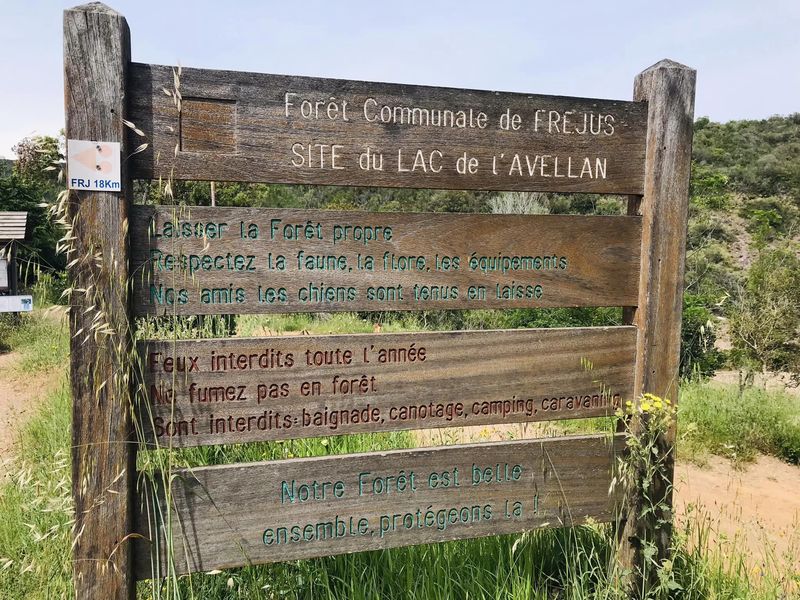 Forêt Communale de FREJUS
SITE du LAC de l'AVELLAN
FRJ 18Km
Laisser la Forêt propre
Respectez la faune, la flore, les équipements
Nos amis les chiens sont tenus en laisse
Feux interdits toute l'année
Ne fumez pas en forêt
Sont interdits: baignade, canotage, camping, caravaning
Notre Forêt est belle
ensemble, protégeons la !